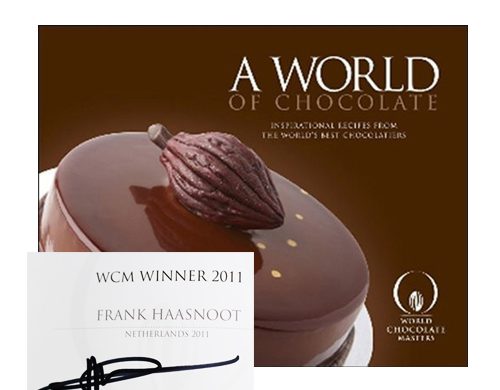 A WORLD
OF CHOCOLATE
INSPIRATIONAL RECIPES FROM
THE WORLD'S BEST CHOCOLATIERS
WORLD
CHOCOLATE
MASTERS
WCM WINNER 2011
FRANK HAASNOOT
NETHERLANDS 2011